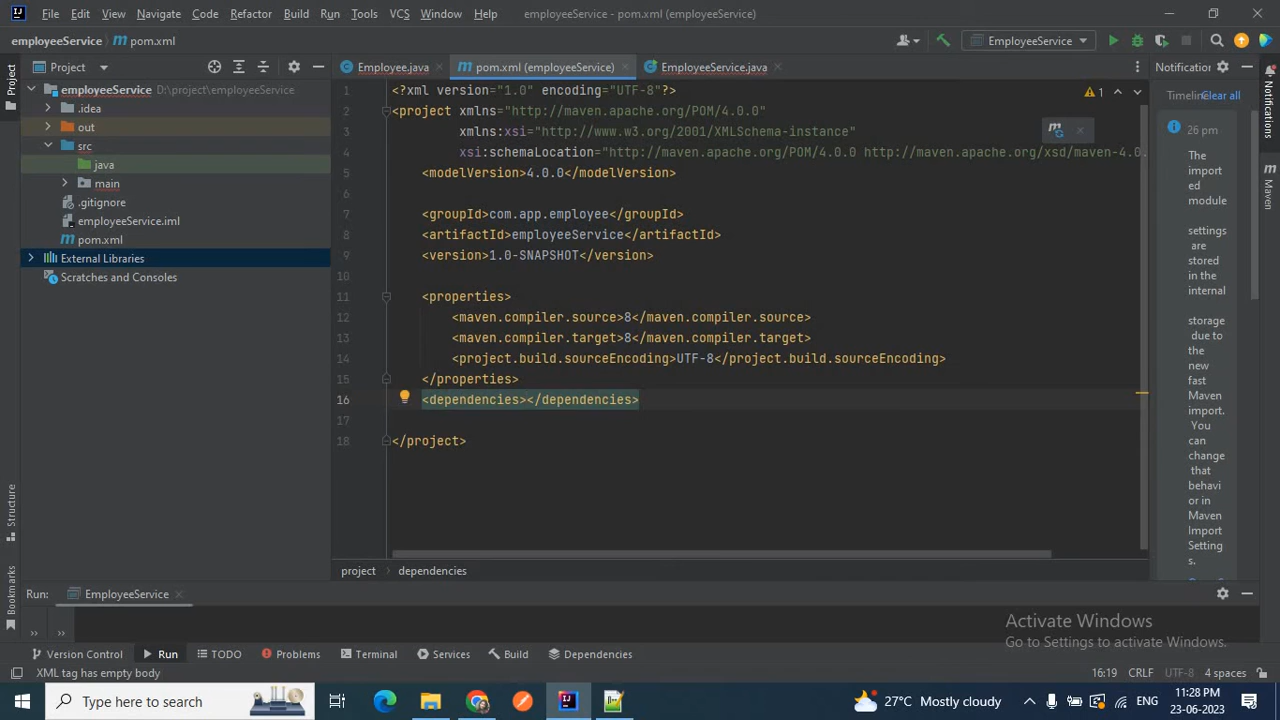 File Edit View Navigate Code Refactor Build Run Tools VCS Window Help employeeService - pom.xml (employeeService)
employeeService pom.xml EmployeeService
Project Employee.java pom.xml (employeeService) EmployeeService.java Notification
Project
employeeService D:\project\employeeService
.idea
out
src
java
main
.gitignore
employeeService.iml
pom.xml
External Libraries
Scratches and Consoles
Structure
Bookmarks
1 <?xml version="1.0" encoding="UTF-8"?>
2 <project xmlns="http://maven.apache.org/POM/4.0.0"
3 xmlns:xsi="http://www.w3.org/2001/XMLSchema-instance"
4 xsi:schemaLocation="http://maven.apache.org/POM/4.0.0 http://maven.apache.org/xsd/maven-4.0.
5 <modelVersion>4.0.0</modelVersion>
6
7 <groupId>com.app.employee</groupId>
8 <artifactId>employeeService</artifactId>
9 <version>1.0-SNAPSHOT</version>
10
11 <properties>
12 <maven.compiler.source>8</maven.compiler.source>
13 <maven.compiler.target>8</maven.compiler.target>
14 <project.build.sourceEncoding>UTF-8</project.build.sourceEncoding>
15 </properties>
16 <dependencies></dependencies>
17
18 </project>
1
project dependencies
Timeline Clear all
26 pm
The
import
ed
module
settings
are
stored in
the
internal
storage
due to
the
new
fast
Maven
import.
You
can
change
that
behavi
or in
Maven
Import
Setting
s.
Notifications
Maven
Run: EmployeeService
Activate Windows
Go to Settings to activate Windows.
Version Control Run TODO Problems Terminal Services Build Dependencies
XML tag has empty body 16:19 CRLF UTF-8 4 spaces
Type here to search 27°C Mostly cloudy ENG 11:28 PM
23-06-2023